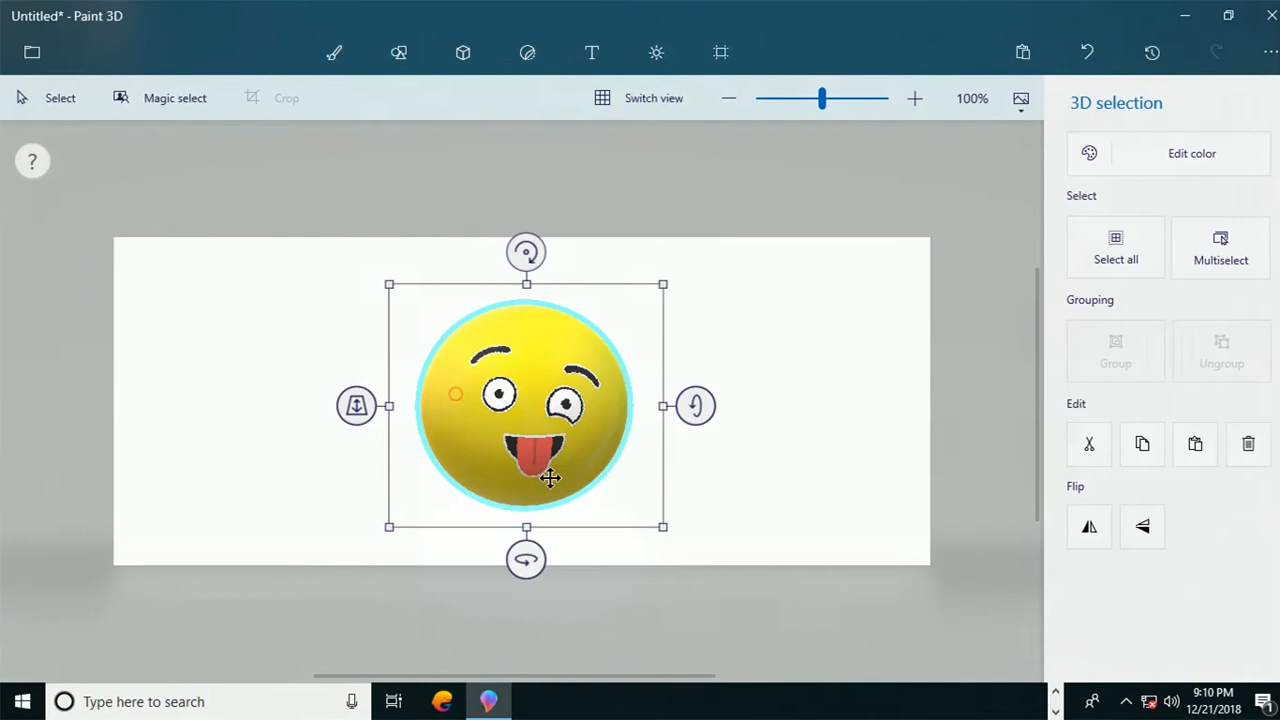 Untitled* - Paint 3D
Select
Magic select
Crop
Switch view
100%
3D selection
?
Edit color
Select
Select all
Multiselect
Grouping
Group
Ungroup
Edit
Flip
Type here to search
9:10 PM
12/21/2018
1